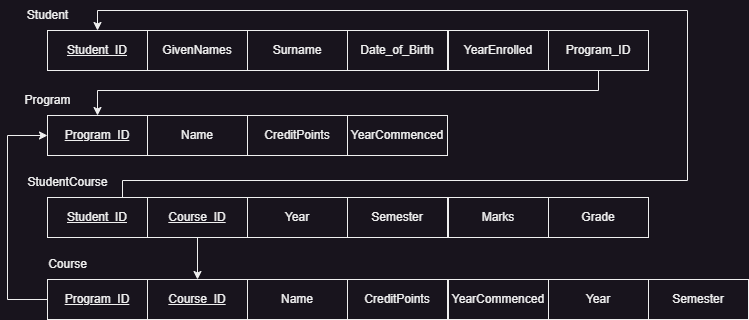 Student
Student_ID GivenNames Surname Date_of_Birth YearEnrolled Program_ID
Program
Program_ID Name CreditPoints YearCommenced
StudentCourse
Student_ID Course_ID Year Semester Marks Grade
Course
Program_ID Course_ID Name CreditPoints YearCommenced Year Semester